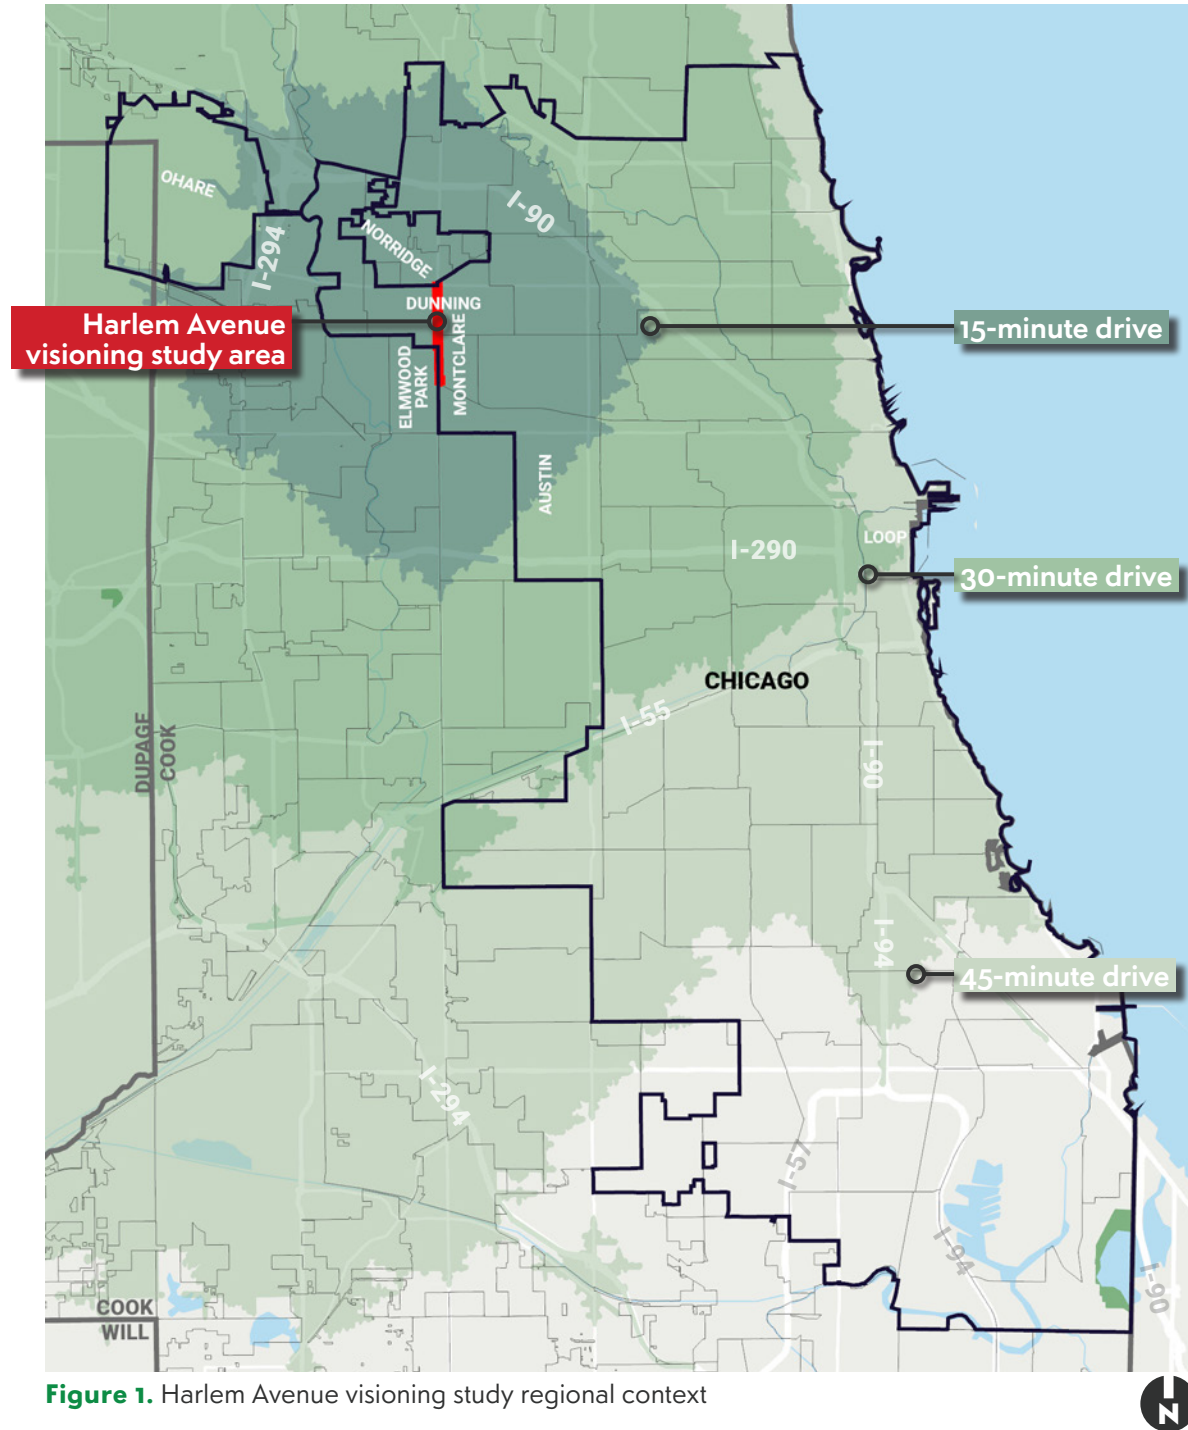 OHARE
I-90
I-294
NORRIDGE
DUNNING
Harlem Avenue
visioning study area
15-minute drive
MONTCLARE
ELMWOOD
PARK
AUSTIN
LOOP
I-290
30-minute drive
CHICAGO
I-55
DUPAGE
COOK
I-90
I-94
45-minute drive
I-294
I-57
I-94
I-90
COOK
WILL
Figure 1. Harlem Avenue visioning study regional context
N